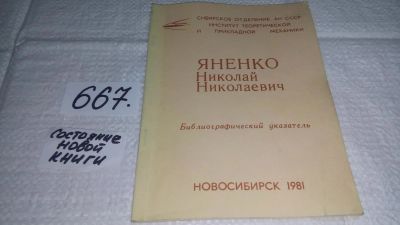 СИБИРСКОЕ ОТДЕЛЕНИЕ АН СССР
ИНСТИТУТ ТЕОРЕТИЧЕСКОЙ
И ПРИКЛАДНОЙ МЕХАНИКИ
ЯНЕНКО
Николай
Николаевич
Библиографический указатель
НОВОСИБИРСК 1981
667.
состояние
новой
книги